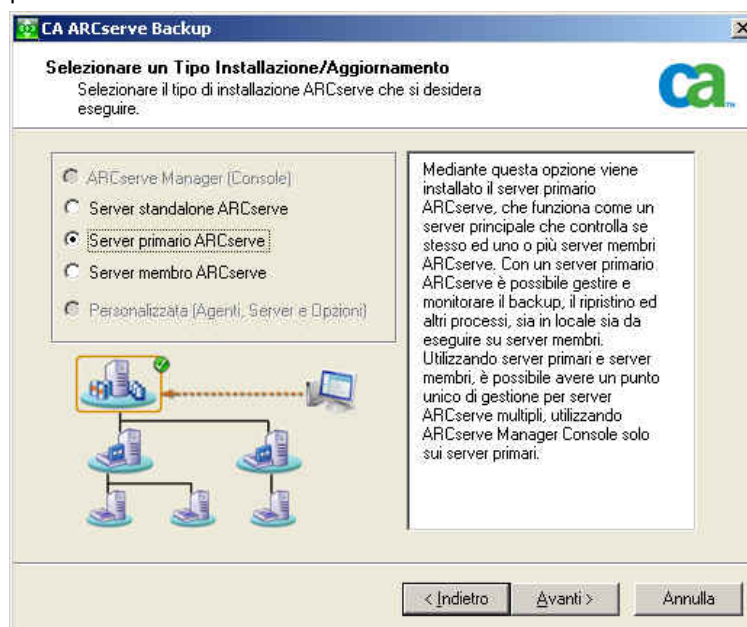 CA ARCserve Backup
Selezionare un Tipo Installazione/Aggiornamento
Selezionare il tipo di installazione ARCserve che si desidera
eseguire.
ca
ARCserve Manager (Console)
Server standalone ARCserve
Server primario ARCserve
Server membro ARCserve
Personalizzata (Agenti, Server e Opzioni)
Mediante questa opzione viene
installato il server primario
ARCserve, che funziona come un
server principale che controlla se
stesso ed uno o più server membri
ARCserve. Con un server primario
ARCserve è possibile gestire e
monitorare il backup, il ripristino ed
altri processi, sia in locale sia da
eseguire su server membri.
Utilizzando server primari e server
membri, è possibile avere un punto
unico di gestione per server
ARCserve multipli, utilizzando
ARCserve Manager Console solo
sui server primari.
< Indietro
Avanti >
Annulla